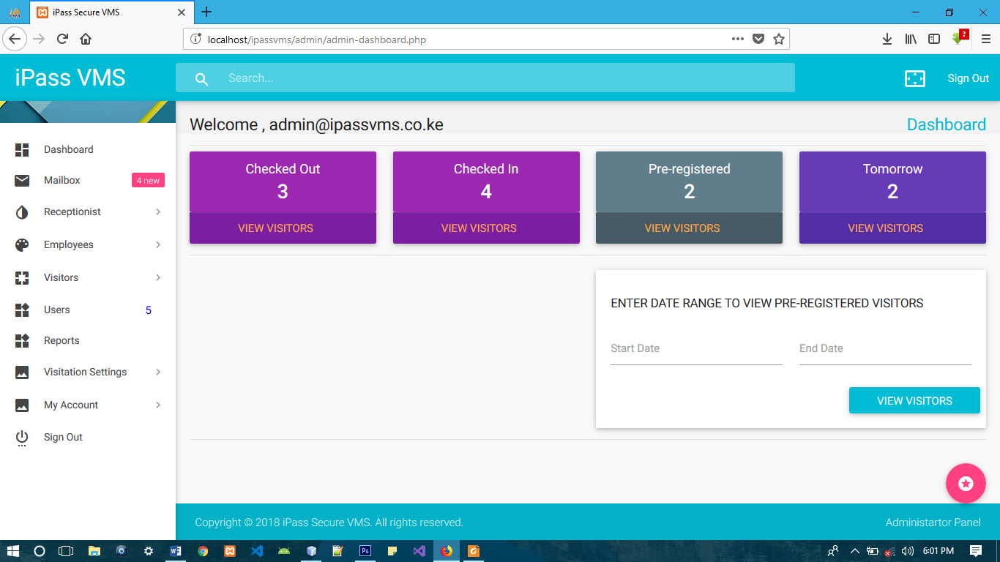 iPass Secure VMS
localhost/ipassvms/admin/admin-dashboard.php
iPass VMS
Search...
Sign Out
Welcome , admin@ipassvms.co.ke
Dashboard
Dashboard
Mailbox
4 new
Receptionist
Employees
Visitors
Users
5
Reports
Visitation Settings
My Account
Sign Out
Checked Out
3
VIEW VISITORS
Checked In
4
VIEW VISITORS
Pre-registered
2
VIEW VISITORS
Tomorrow
2
VIEW VISITORS
ENTER DATE RANGE TO VIEW PRE-REGISTERED VISITORS
Start Date
End Date
VIEW VISITORS
Copyright © 2018 iPass Secure VMS. All rights reserved.
Administartor Panel
6:01 PM